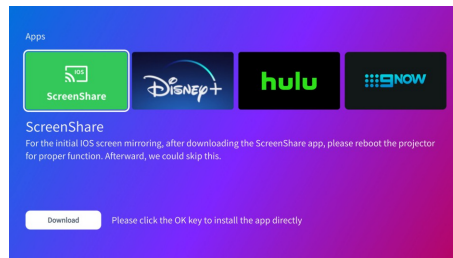 Apps
iOS
ScreenShare
Disney+
hulu
9NOW
ScreenShare
For the initial IOS screen mirroring, after downloading the ScreenShare app, please reboot the projector
for proper function. Afterward, we could skip this.
Download
Please click the OK key to install the app directly